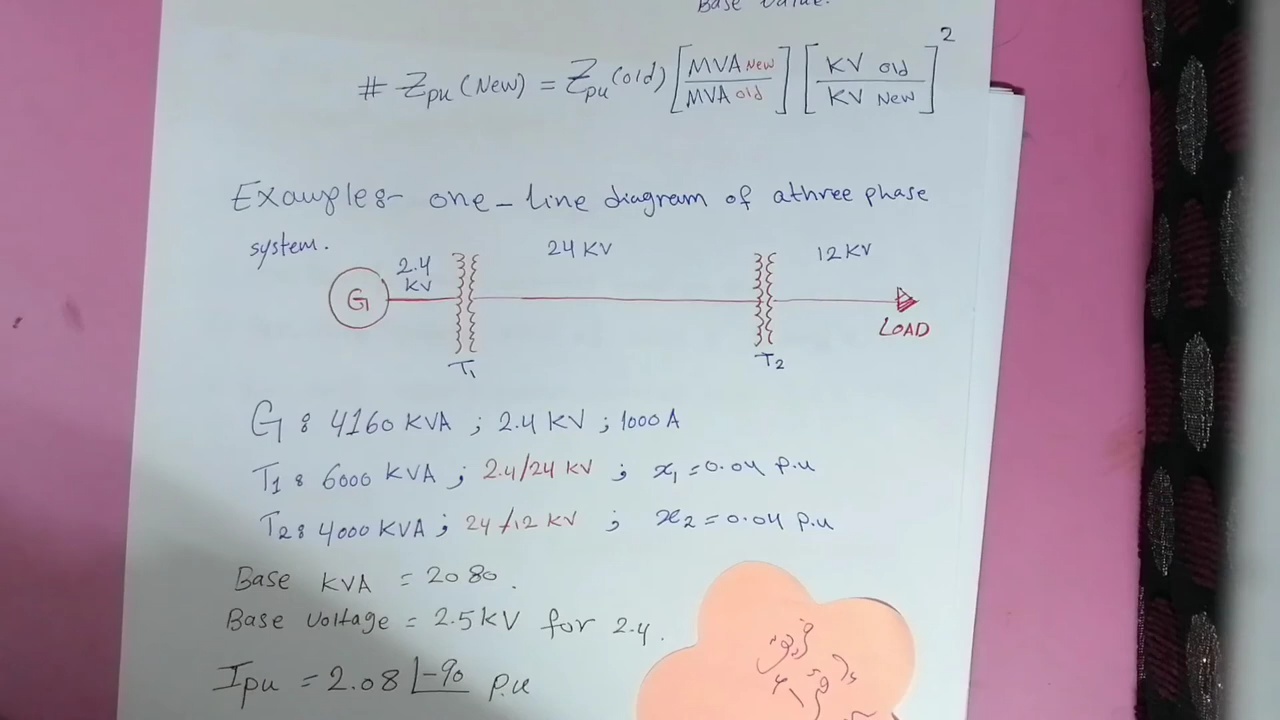 Base Value.
# Zpu (New) = Zpu (old) [MVA New / MVA old] [KV old / KV New]²
Example:- one-line diagram of a three phase
system.
2.4 KV
24 KV
12 KV
G
T1
T2
LOAD
G : 4160 KVA ; 2.4 KV ; 1000 A
T1 : 6000 KVA ; 2.4/24 KV ; x1 = 0.04 p.u
T2 : 4000 KVA ; 24/12 KV ; x2 = 0.04 p.u
Base KVA = 2080.
Base Voltage = 2.5 KV for 2.4.
Ipu = 2.08 ∠-90 p.u